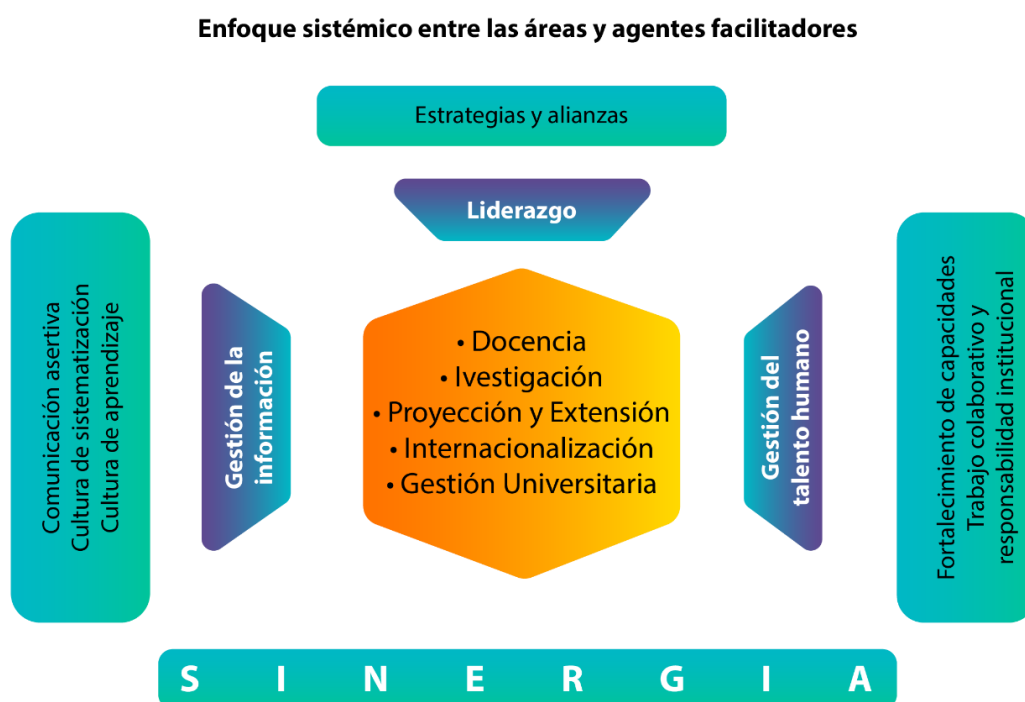 Enfoque sistémico entre las áreas y agentes facilitadores
Estrategias y alianzas
Liderazgo
Comunicación asertiva
Cultura de sistematización
Cultura de aprendizaje
Gestión de la
información
• Docencia
• Ivestigación
• Proyección y Extensión
• Internacionalización
• Gestión Universitaria
Gestión del
talento humano
Fortalecimiento de capacidades
Trabajo colaborativo y
responsabilidad institucional
S I N E R G I A